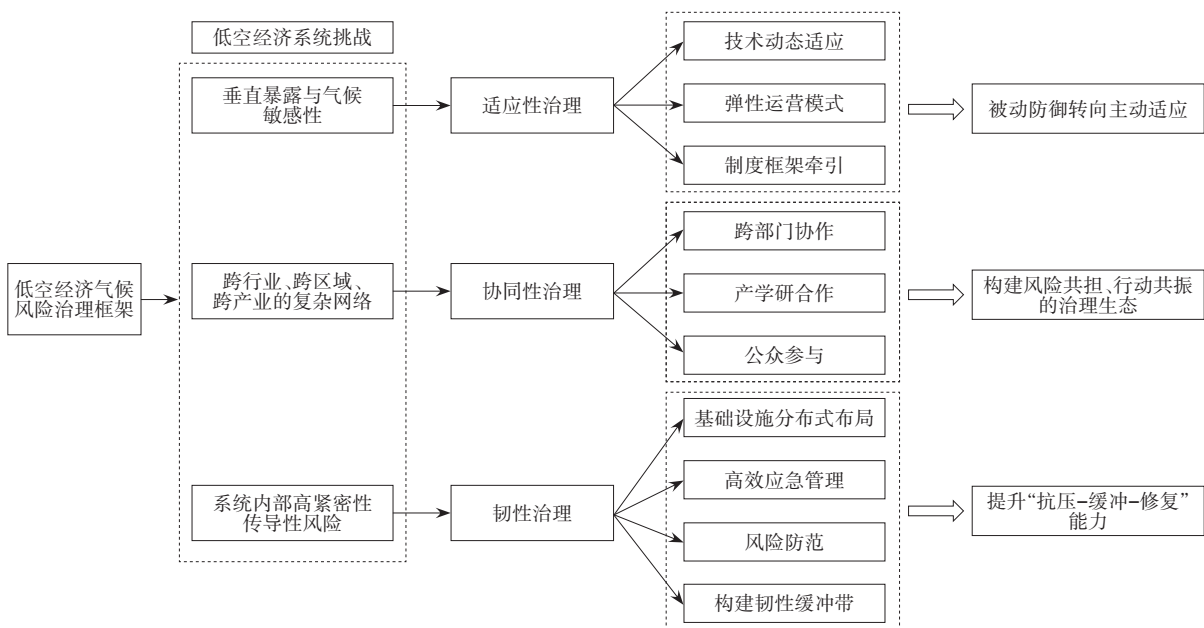 低空经济系统挑战
低空经济气候
风险治理框架
垂直暴露与气候
敏感性
适应性治理
技术动态适应
弹性运营模式
制度框架牵引
被动防御转向主动适应
跨行业、跨区域、
跨产业的复杂网络
协同性治理
跨部门协作
产学研合作
公众参与
构建风险共担、行动共振
的治理生态
系统内部高紧密性
传导性风险
韧性治理
基础设施分布式布局
高效应急管理
风险防范
构建韧性缓冲带
提升“抗压–缓冲–修复”
能力